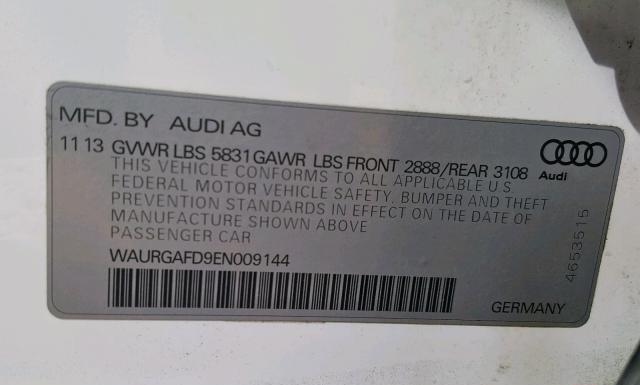 MFD. BY AUDI AG
11 13 GVWR LBS 5831 GAWR LBS FRONT 2888/REAR 3108
Audi
THIS VEHICLE CONFORMS TO ALL APPLICABLE U.S.
FEDERAL MOTOR VEHICLE SAFETY, BUMPER AND THEFT
PREVENTION STANDARDS IN EFFECT ON THE DATE OF
MANUFACTURE SHOWN ABOVE
PASSENGER CAR
WAURGAFD9EN009144
4653515
GERMANY